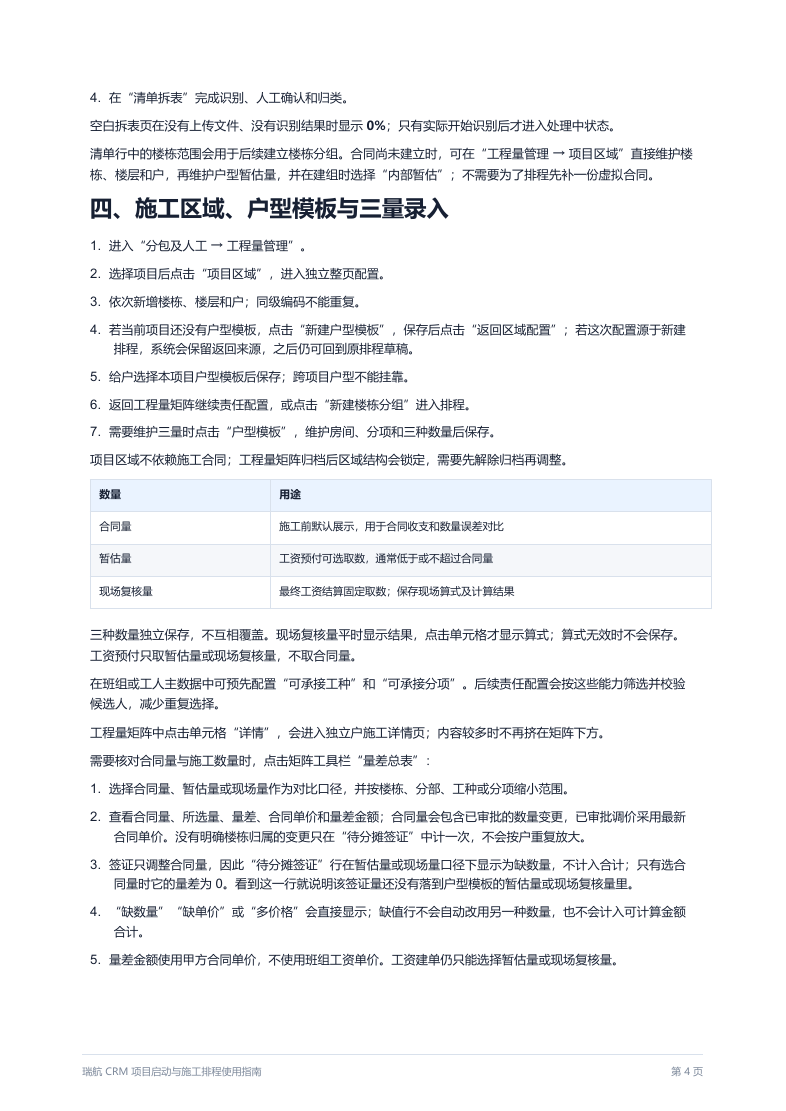 4. 在“清单拆表”完成识别、人工确认和归类。
空白拆表页在没有上传文件、没有识别结果时显示 0%；只有实际开始识别后才进入处理中状态。
清单行中的楼栋范围会用于后续建立楼栋分组。合同尚未建立时，可在“工程量管理 → 项目区域”直接维护楼
栋、楼层和户，再维护户型暂估量，并在建组时选择“内部暂估”；不需要为了排程先补一份虚拟合同。
四、施工区域、户型模板与三量录入
1. 进入“分包及人工 → 工程量管理”。
2. 选择项目后点击“项目区域”，进入独立整页配置。
3. 依次新增楼栋、楼层和户；同级编码不能重复。
4. 若当前项目还没有户型模板，点击“新建户型模板”，保存后点击“返回区域配置”；若这次配置源于新建
排程，系统会保留返回来源，之后仍可回到原排程草稿。
5. 给户选择本项目户型模板后保存；跨项目户型不能挂靠。
6. 返回工程量矩阵继续责任配置，或点击“新建楼栋分组”进入排程。
7. 需要维护三量时点击“户型模板”，维护房间、分项和三种数量后保存。
项目区域不依赖施工合同；工程量矩阵归档后区域结构会锁定，需要先解除归档再调整。
数量 用途
合同量 施工前默认展示，用于合同收支和数量误差对比
暂估量 工资预付可选取数，通常低于或不超过合同量
现场复核量 最终工资结算固定取数；保存现场算式及计算结果
三种数量独立保存，不互相覆盖。现场复核量平时显示结果，点击单元格才显示算式；算式无效时不会保存。
工资预付只取暂估量或现场复核量，不取合同量。
在班组或工人主数据中可预先配置“可承接工种”和“可承接分项”。后续责任配置会按这些能力筛选并校验
候选人，减少重复选择。
工程量矩阵中点击单元格“详情”，会进入独立户施工详情页；内容较多时不再挤在矩阵下方。
需要核对合同量与施工数量时，点击矩阵工具栏“量差总表”：
1. 选择合同量、暂估量或现场量作为对比口径，并按楼栋、分部、工种或分项缩小范围。
2. 查看合同量、所选量、量差、合同单价和量差金额；合同量会包含已审批的数量变更，已审批调价采用最新
合同单价。没有明确楼栋归属的变更只在“待分摊签证”中计一次，不会按户重复放大。
3. 签证只调整合同量，因此“待分摊签证”行在暂估量或现场量口径下显示为缺数量，不计入合计；只有选合
同量时它的量差为 0。看到这一行就说明该签证量还没有落到户型模板的暂估量或现场复核量里。
4. “缺数量”“缺单价”或“多价格”会直接显示；缺值行不会自动改用另一种数量，也不会计入可计算金额
合计。
5. 量差金额使用甲方合同单价，不使用班组工资单价。工资建单仍只能选择暂估量或现场复核量。
瑞航 CRM 项目启动与施工排程使用指南 第 4 页